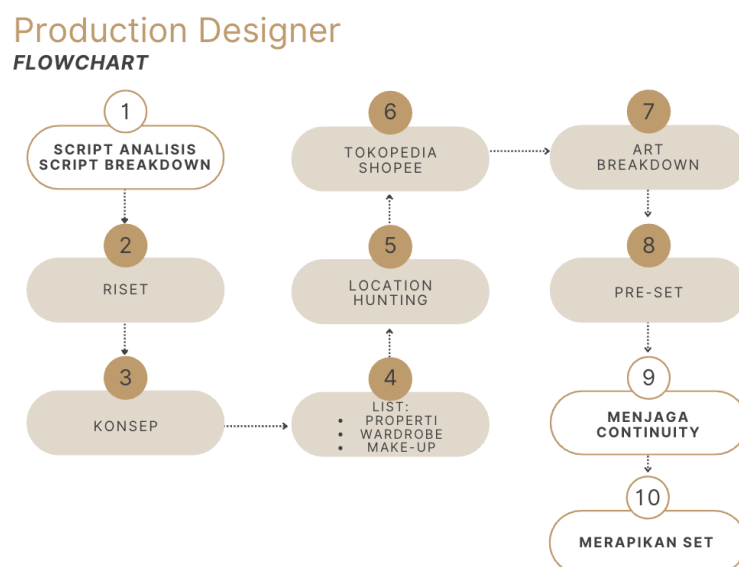 Production Designer
FLOWCHART
1
SCRIPT ANALISIS
SCRIPT BREAKDOWN
2
RISET
3
KONSEP
4
LIST:
• PROPERTI
• WARDROBE
• MAKE-UP
5
LOCATION
HUNTING
6
TOKOPEDIA
SHOPEE
7
ART
BREAKDOWN
8
PRE-SET
9
MENJAGA
CONTINUITY
10
MERAPIKAN SET